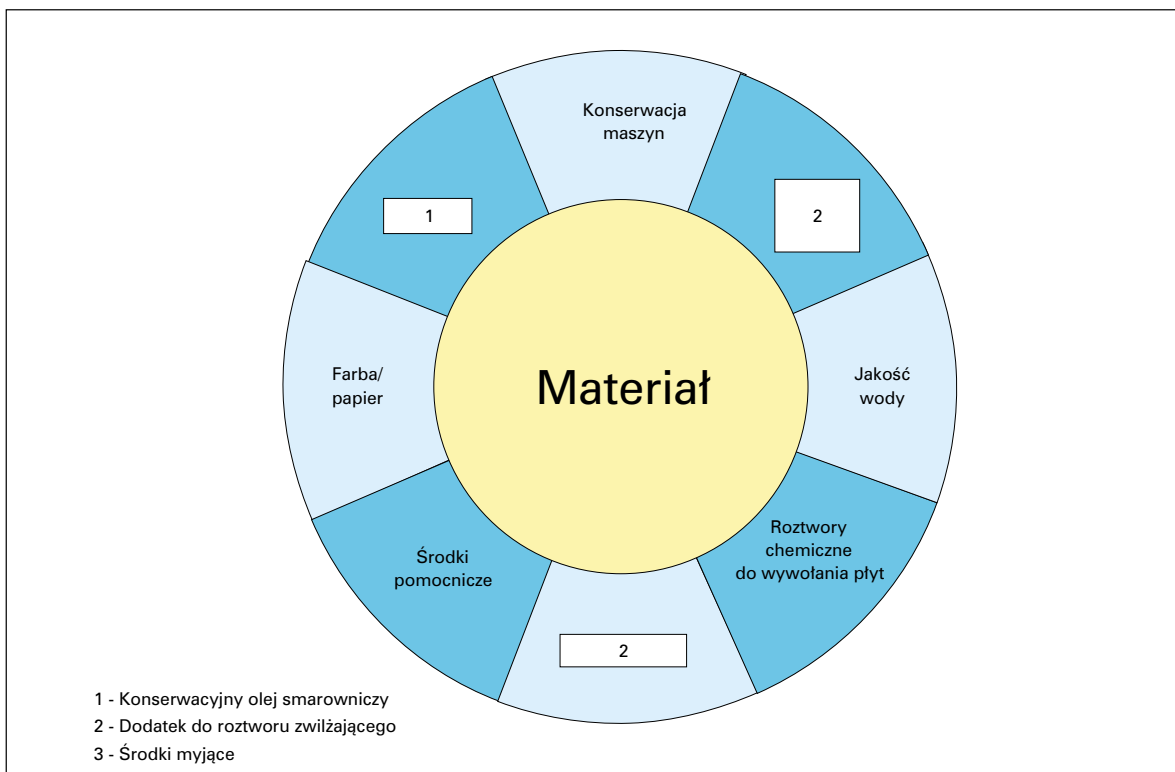 Konserwacja
maszyn
1
2
Farba/
papier
Materiał
Jakość
wody
Środki
pomocnicze
Roztwory
chemiczne
do wywołania płyt
2
1 - Konserwacyjny olej smarowniczy
2 - Dodatek do roztworu zwilżającego
3 - Środki myjące